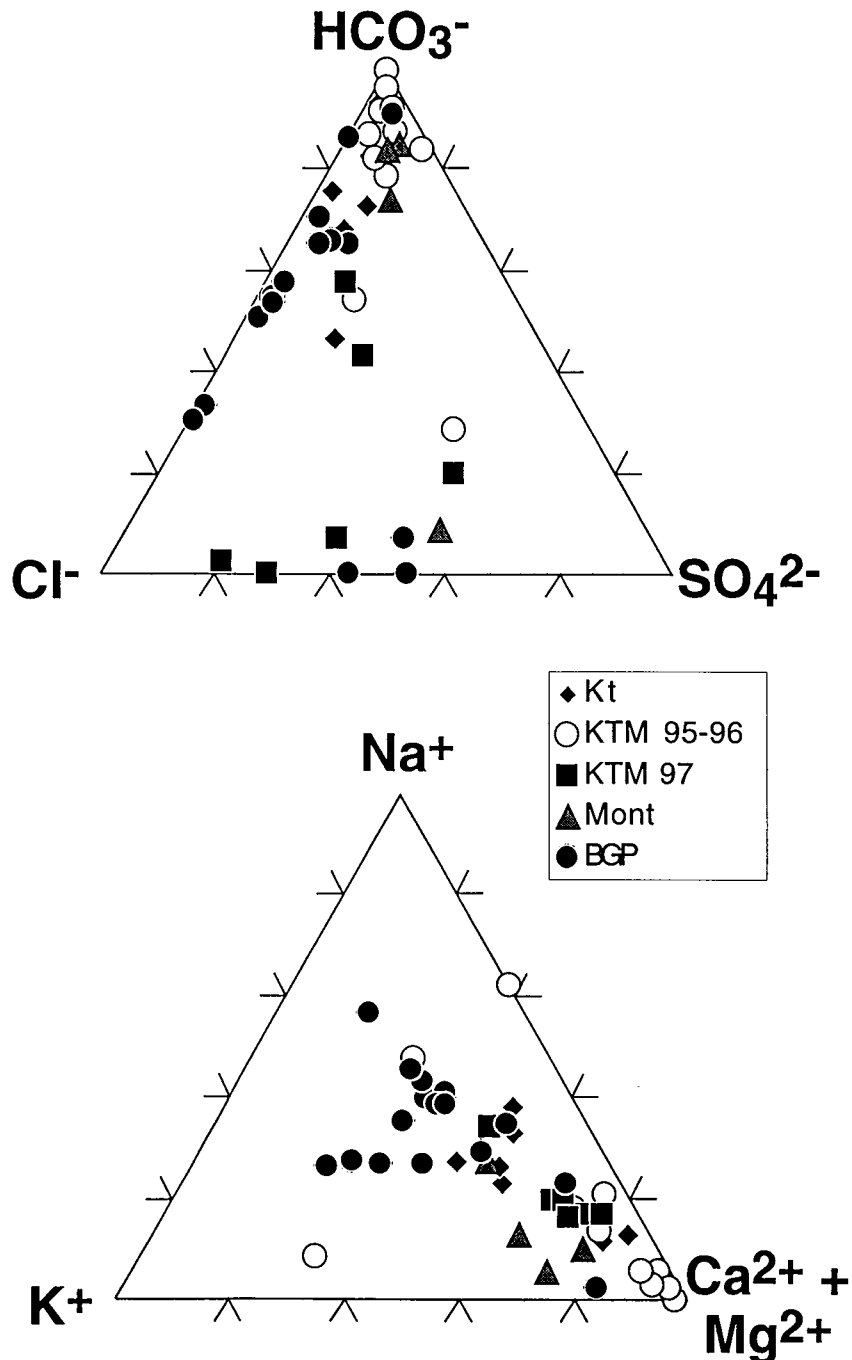 HCO₃⁻
Cl⁻
SO₄²⁻
Kt
KTM 95-96
KTM 97
Mont
BGP
Na⁺
K⁺
Ca²⁺ +
Mg²⁺